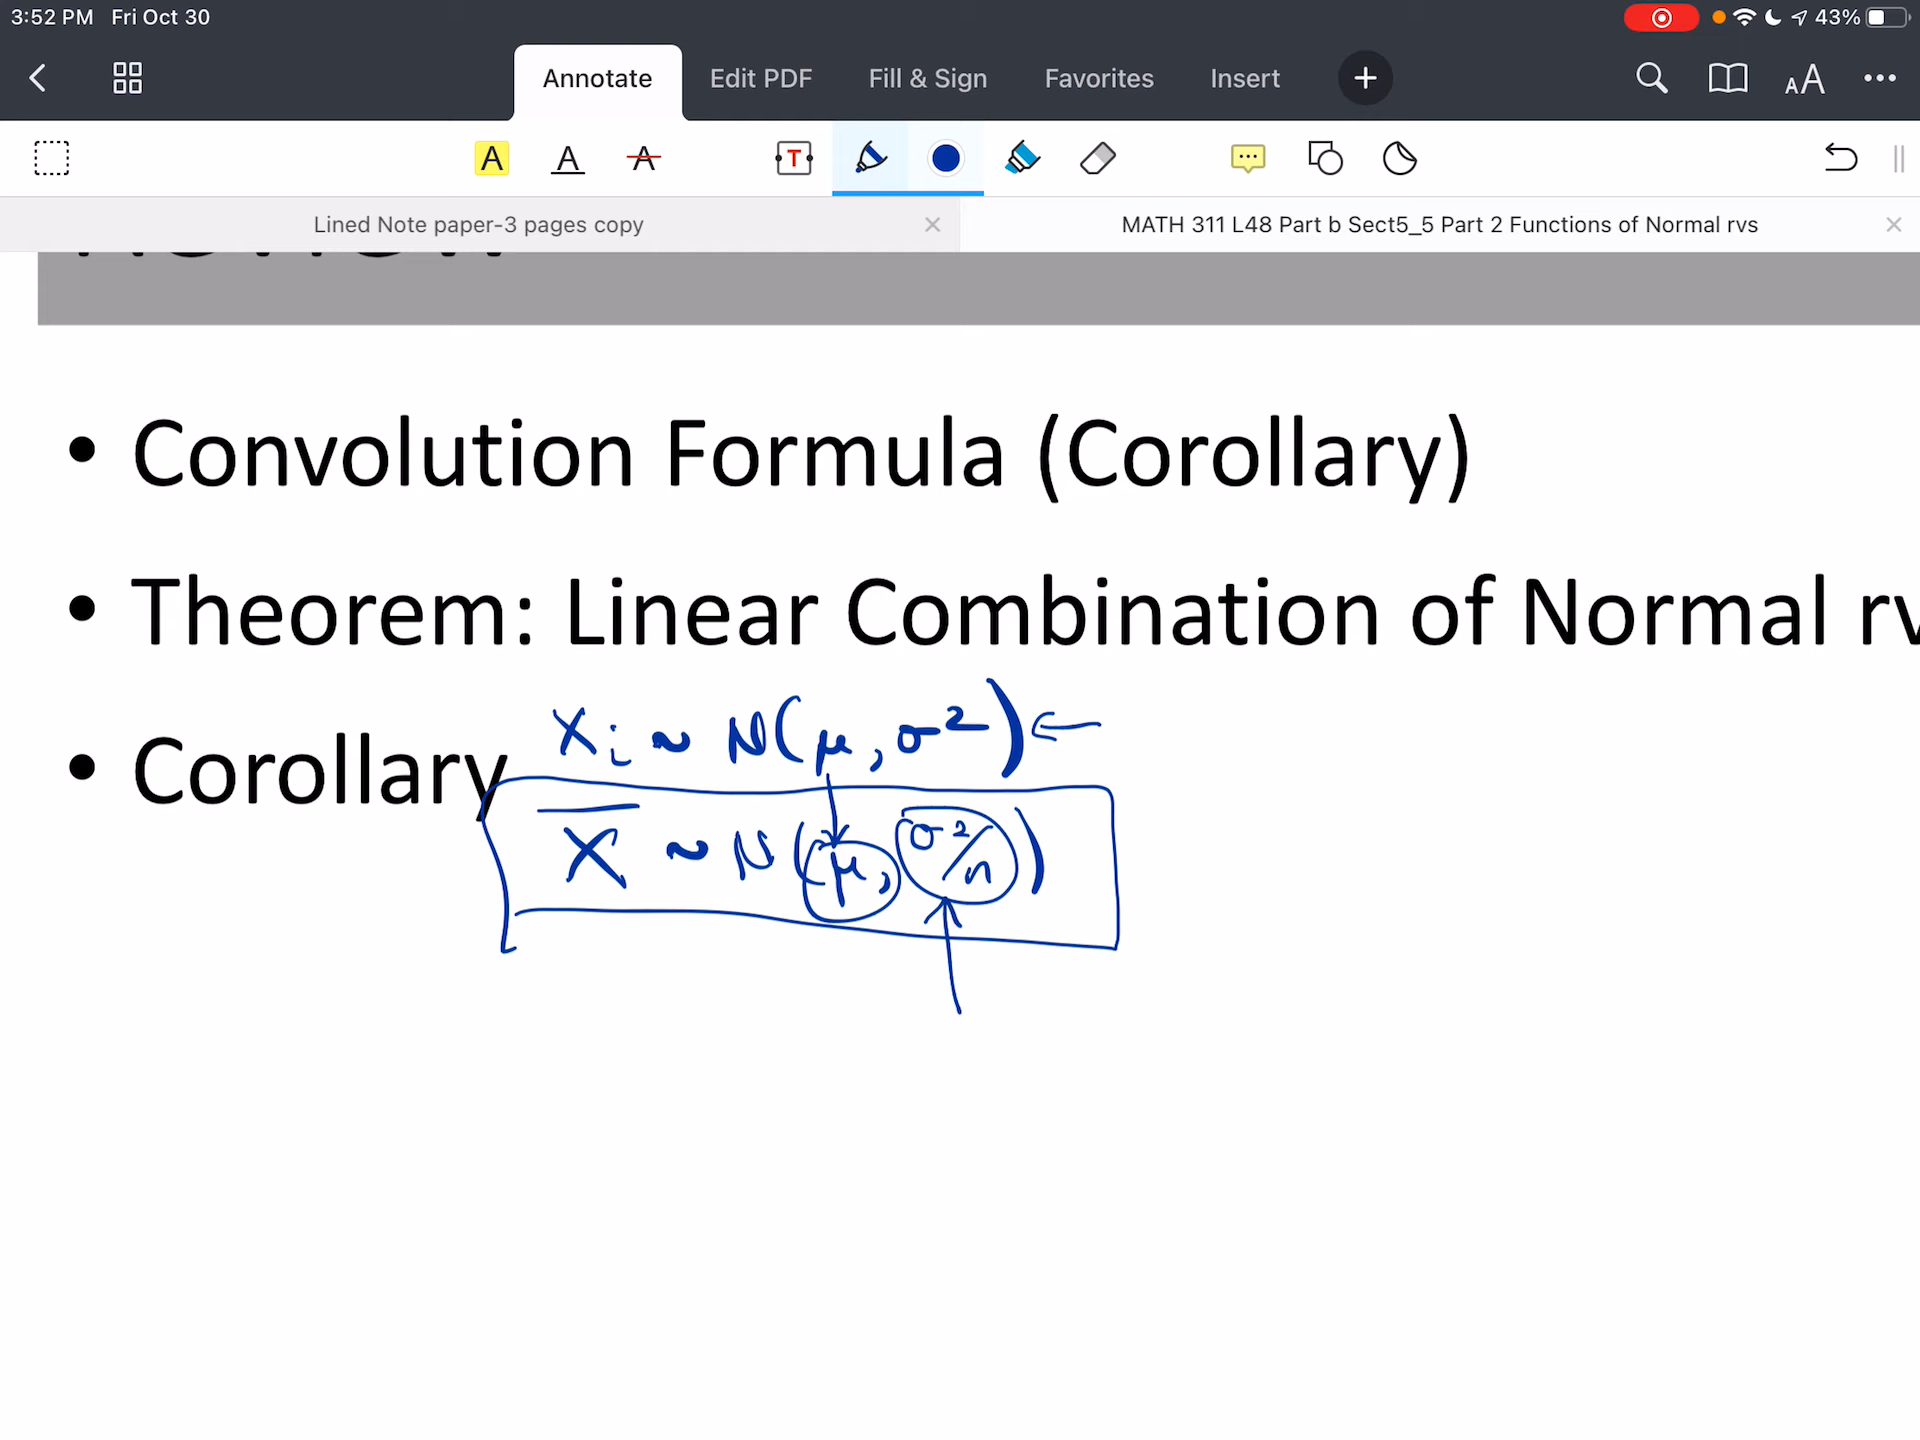 3:52 PM Fri Oct 30 43%
Annotate Edit PDF Fill & Sign Favorites Insert
Lined Note paper-3 pages copy MATH 311 L48 Part b Sect5_5 Part 2 Functions of Normal rvs
• Convolution Formula (Corollary)
• Theorem: Linear Combination of Normal rv
X_i ~ N(μ, σ²) ←
• Corollary
X̄ ~ N(μ, σ²/n)